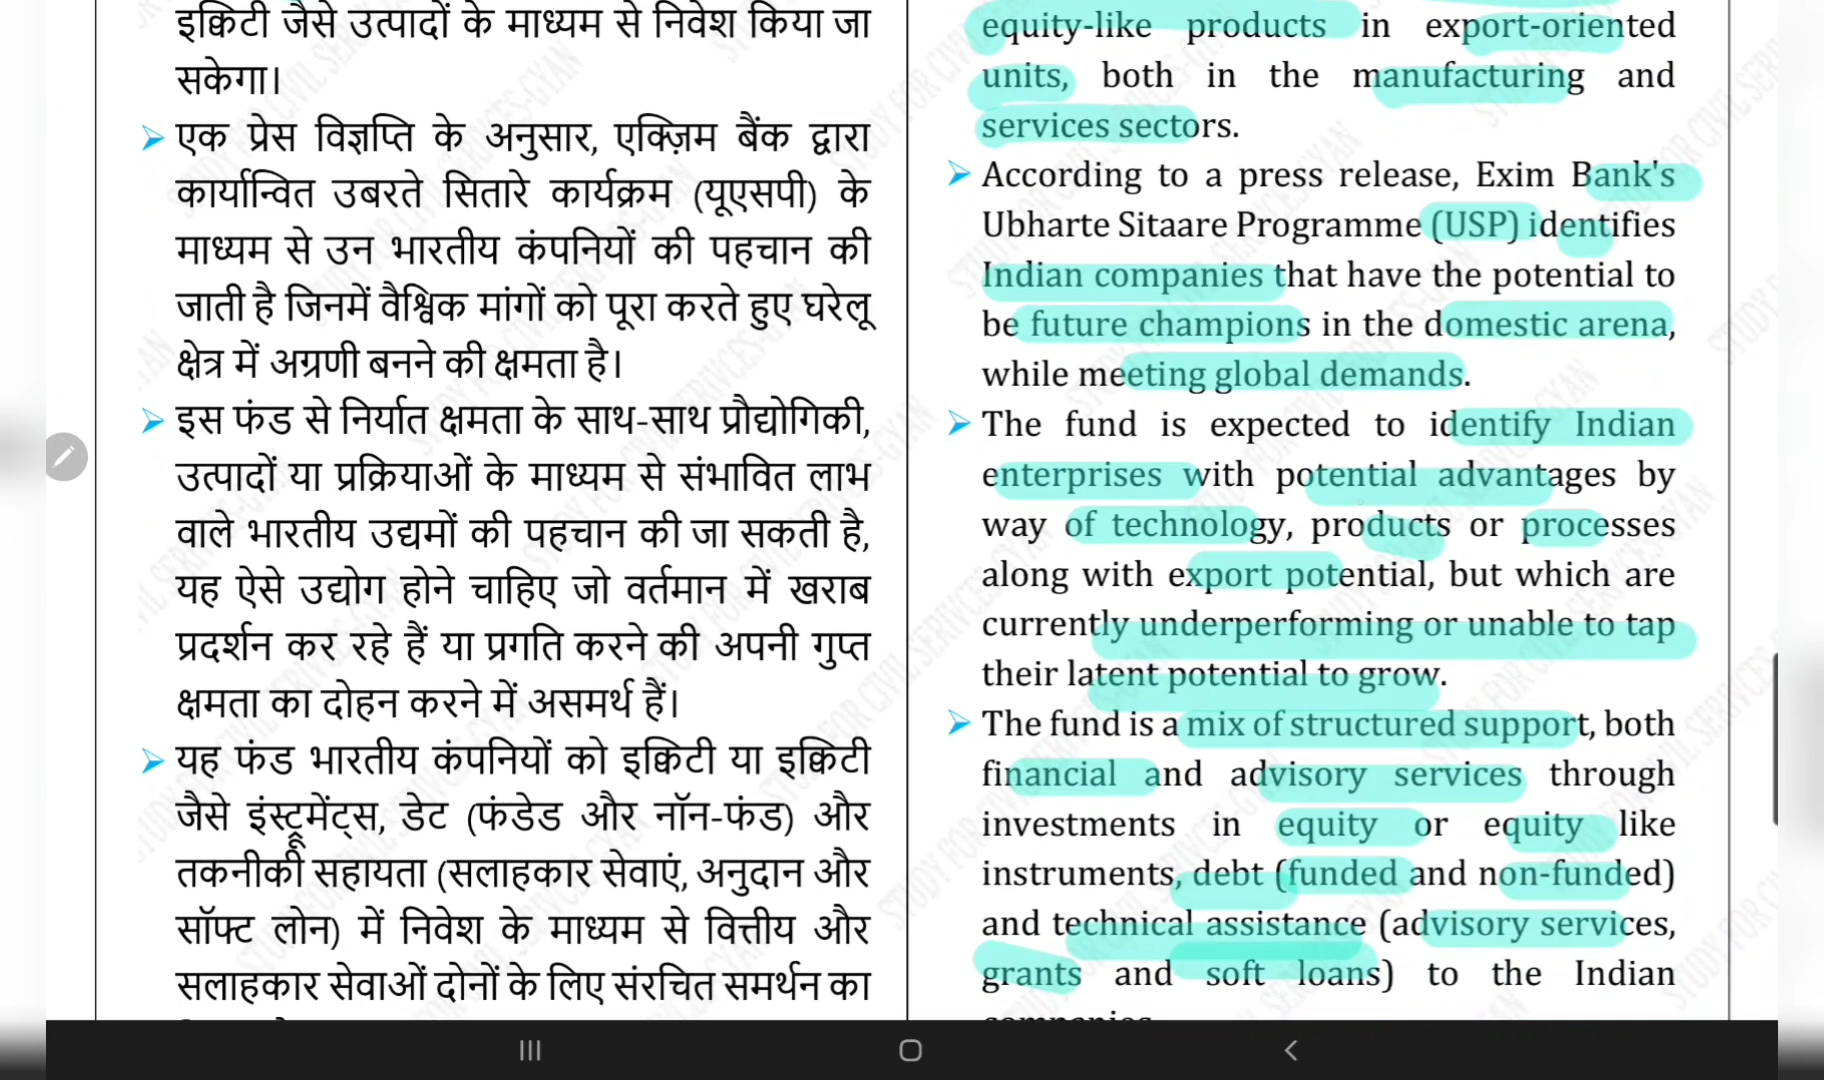 इक्विटी जैसे उत्पादों के माध्यम से निवेश किया जा
सकेगा।
एक प्रेस विज्ञप्ति के अनुसार, एक्ज़िम बैंक द्वारा
कार्यान्वित उबरते सितारे कार्यक्रम (यूएसपी) के
माध्यम से उन भारतीय कंपनियों की पहचान की
जाती है जिनमें वैश्विक मांगों को पूरा करते हुए घरेलू
क्षेत्र में अग्रणी बनने की क्षमता है।
इस फंड से निर्यात क्षमता के साथ-साथ प्रौद्योगिकी,
उत्पादों या प्रक्रियाओं के माध्यम से संभावित लाभ
वाले भारतीय उद्यमों की पहचान की जा सकती है,
यह ऐसे उद्योग होने चाहिए जो वर्तमान में खराब
प्रदर्शन कर रहे हैं या प्रगति करने की अपनी गुप्त
क्षमता का दोहन करने में असमर्थ हैं।
यह फंड भारतीय कंपनियों को इक्विटी या इक्विटी
जैसे इंस्ट्रूमेंट्स, डेट (फंडेड और नॉन-फंड) और
तकनीकी सहायता (सलाहकार सेवाएं, अनुदान और
सॉफ्ट लोन) में निवेश के माध्यम से वित्तीय और
सलाहकार सेवाओं दोनों के लिए संरचित समर्थन का
equity-like products in export-oriented
units, both in the manufacturing and
services sectors.
According to a press release, Exim Bank's
Ubharte Sitaare Programme (USP) identifies
Indian companies that have the potential to
be future champions in the domestic arena,
while meeting global demands.
The fund is expected to identify Indian
enterprises with potential advantages by
way of technology, products or processes
along with export potential, but which are
currently underperforming or unable to tap
their latent potential to grow.
The fund is a mix of structured support, both
financial and advisory services through
investments in equity or equity like
instruments, debt (funded and non-funded)
and technical assistance (advisory services,
grants and soft loans) to the Indian